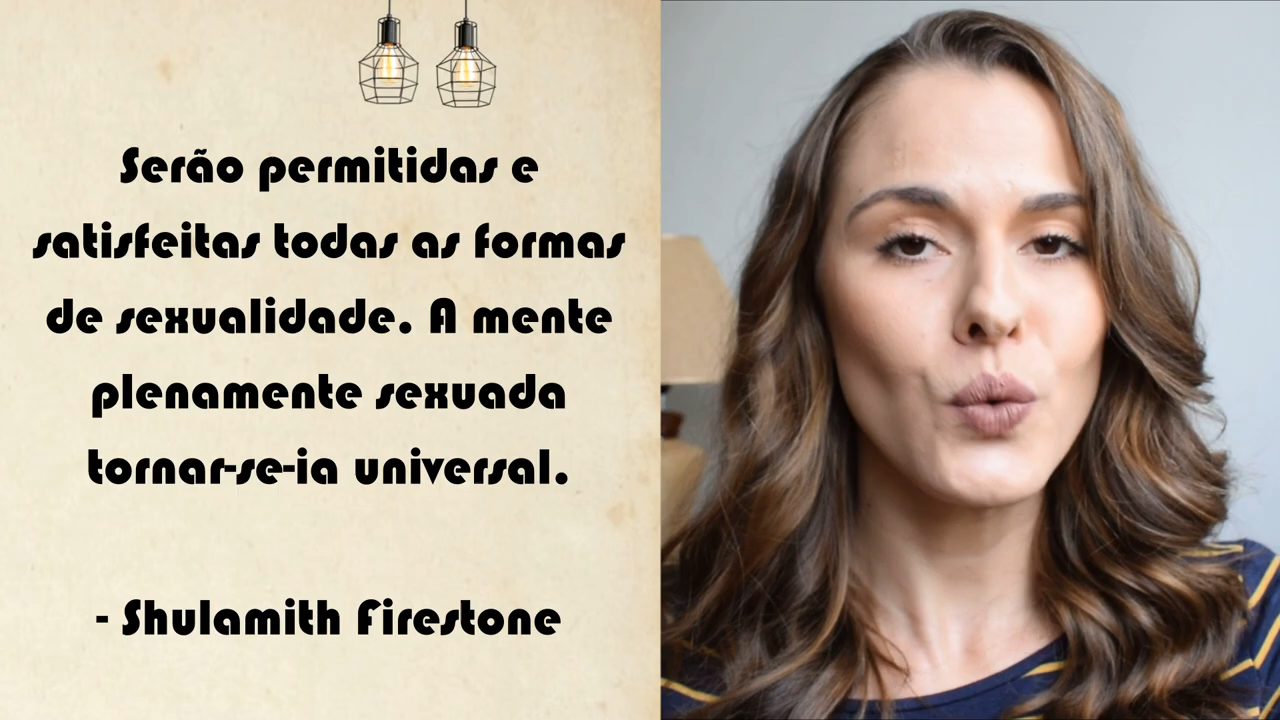 Serão permitidas e
satisfeitas todas as formas
de sexualidade. A mente
plenamente sexuada
tornar-se-ia universal.
- Shulamith Firestone